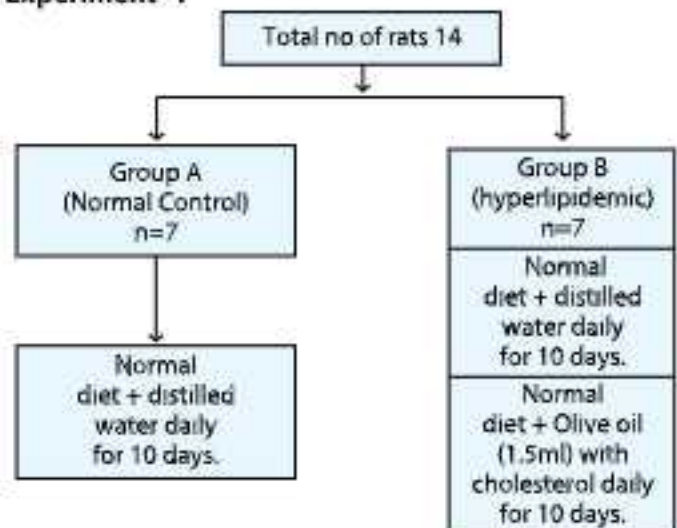 Total no of rats 14
Group A
(Normal Control)
n=7
Normal
diet + distilled
water daily
for 10 days.
Group B
(hyperlipidemic)
n=7
Normal
diet + distilled
water daily
for 10 days.
Normal
diet + Olive oil
(1.5ml) with
cholesterol daily
for 10 days.